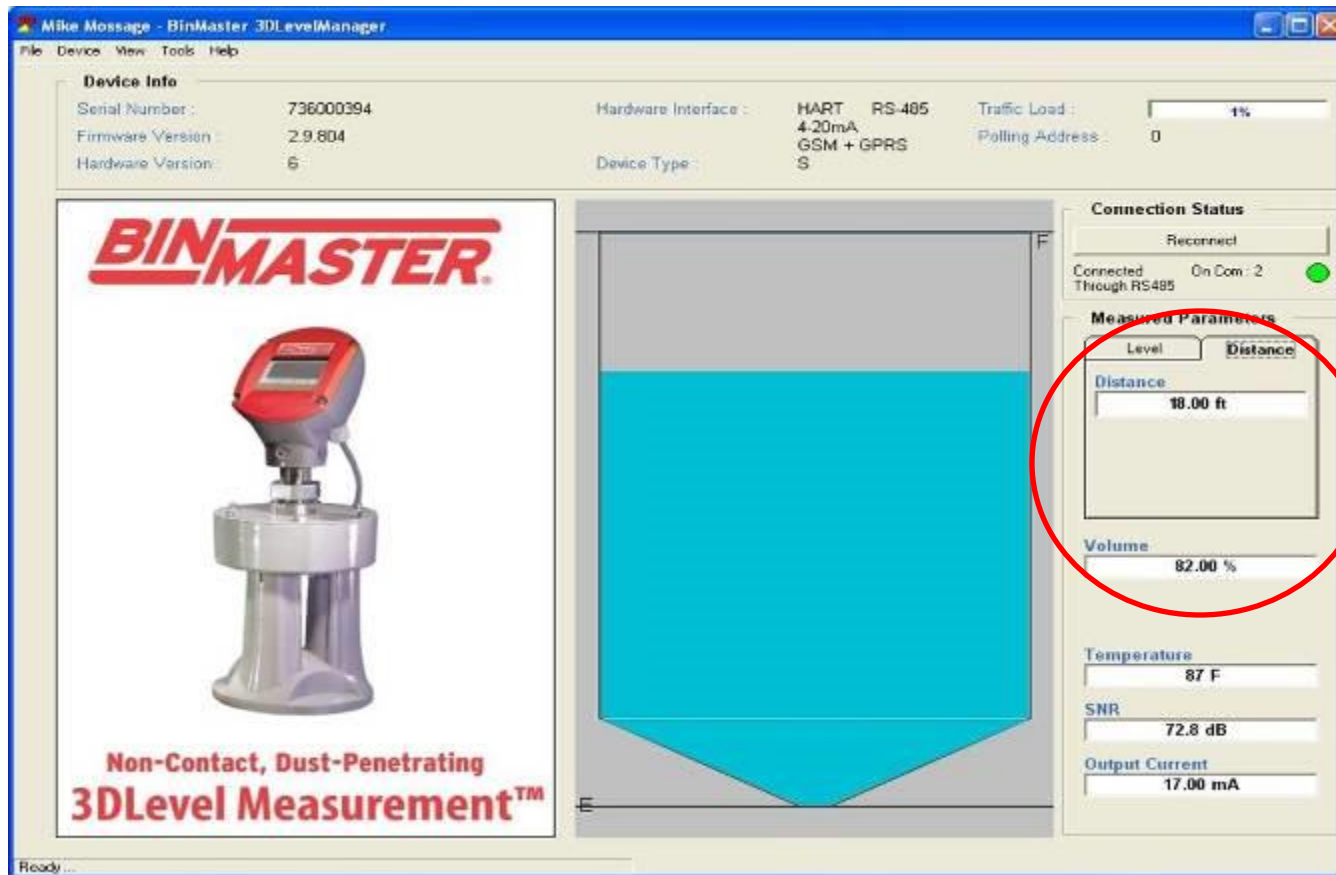 Mike Mossage - BinMaster 3DLevelManager
File Device View Tools Help
Device Info
Serial Number : 736000394
Firmware Version : 2.9.804
Hardware Version : 6
Hardware Interface : HART RS-485
4-20mA
GSM + GPRS
Device Type : S
Traffic Load : 1%
Polling Address : 0
BINMASTER®
BINMASTER
Non-Contact, Dust-Penetrating
3DLevel Measurement™
F
E
Connection Status
Reconnect
Connected On Com : 2
Through RS485
Measured Parameters
Level Distance
Distance
18.00 ft
Volume
82.00 %
Temperature
87 F
SNR
72.8 dB
Output Current
17.00 mA
Ready ...